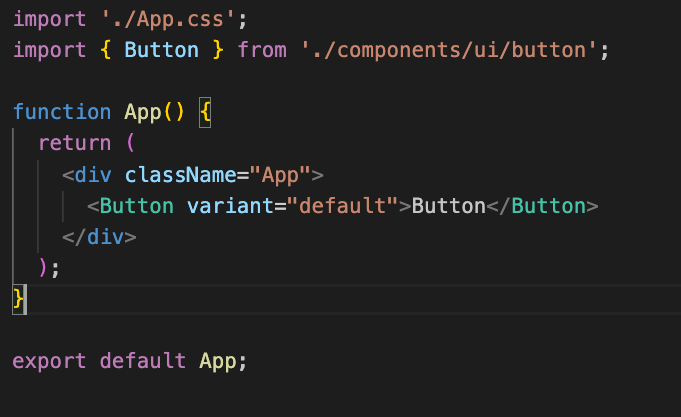 import './App.css';
import { Button } from './components/ui/button';
function App() {
  return (
    <div className="App">
      <Button variant="default">Button</Button>
    </div>
  );
}
export default App;